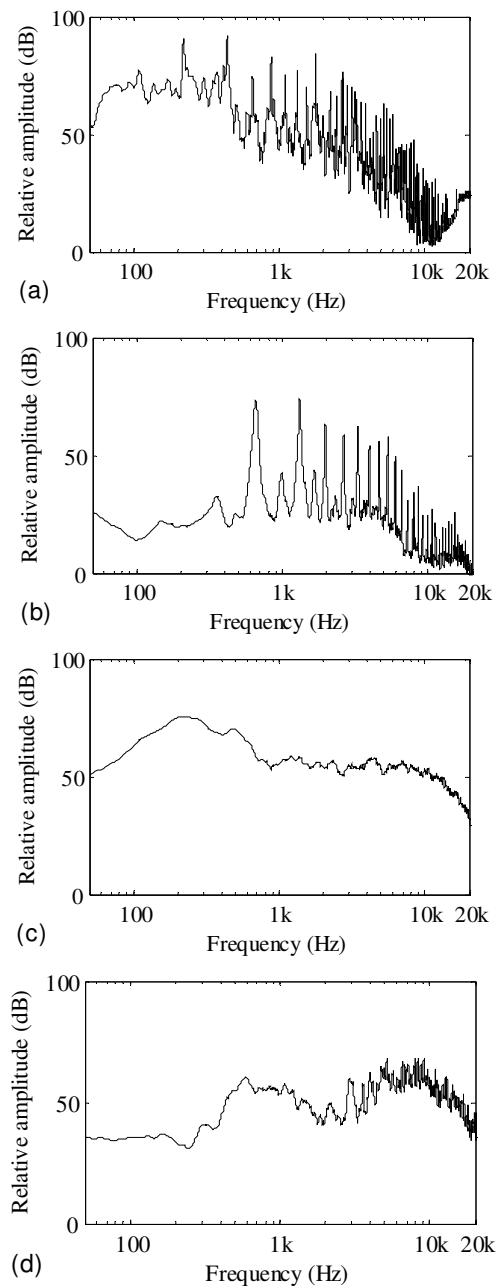 100
50
0
Relative amplitude (dB)
100 1k 10k 20k
Frequency (Hz)
(a)
100
50
0
Relative amplitude (dB)
100 1k 10k 20k
Frequency (Hz)
(b)
100
50
0
Relative amplitude (dB)
100 1k 10k 20k
Frequency (Hz)
(c)
100
50
0
Relative amplitude (dB)
100 1k 10k 20k
Frequency (Hz)
(d)